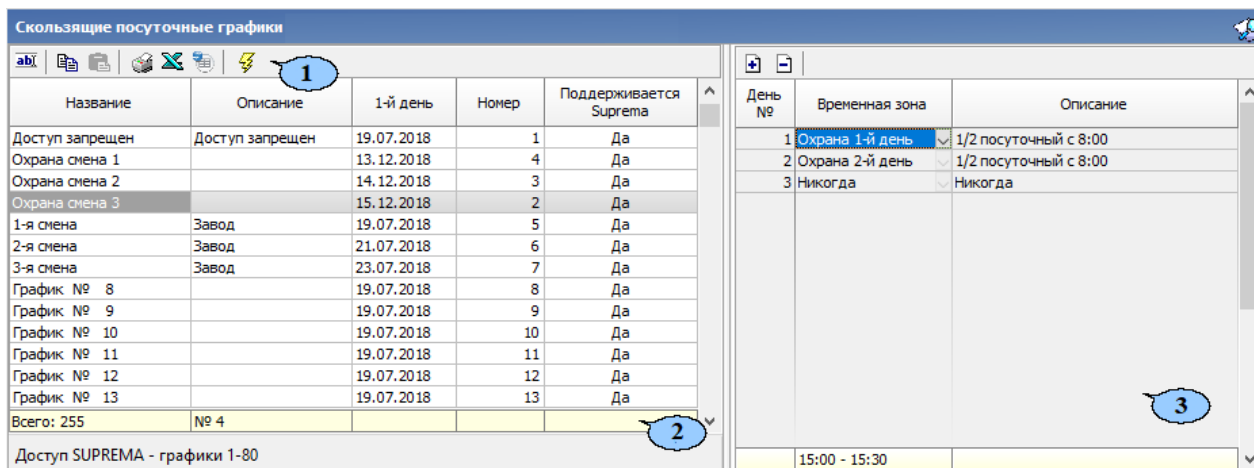 Скользящие посуточные графики
abI
1
Название Описание 1-й день Номер Поддерживается Suprema
Доступ запрещен Доступ запрещен 19.07.2018 1 Да
Охрана смена 1 13.12.2018 4 Да
Охрана смена 2 14.12.2018 3 Да
Охрана смена 3 15.12.2018 2 Да
1-я смена Завод 19.07.2018 5 Да
2-я смена Завод 21.07.2018 6 Да
3-я смена Завод 23.07.2018 7 Да
График № 8 19.07.2018 8 Да
График № 9 19.07.2018 9 Да
График № 10 19.07.2018 10 Да
График № 11 19.07.2018 11 Да
График № 12 19.07.2018 12 Да
График № 13 19.07.2018 13 Да
Всего: 255 № 4
2
Доступ SUPREMA - графики 1-80
День № Временная зона Описание
1 Охрана 1-й день 1/2 посуточный с 8:00
2 Охрана 2-й день 1/2 посуточный с 8:00
3 Никогда Никогда
3
15:00 - 15:30